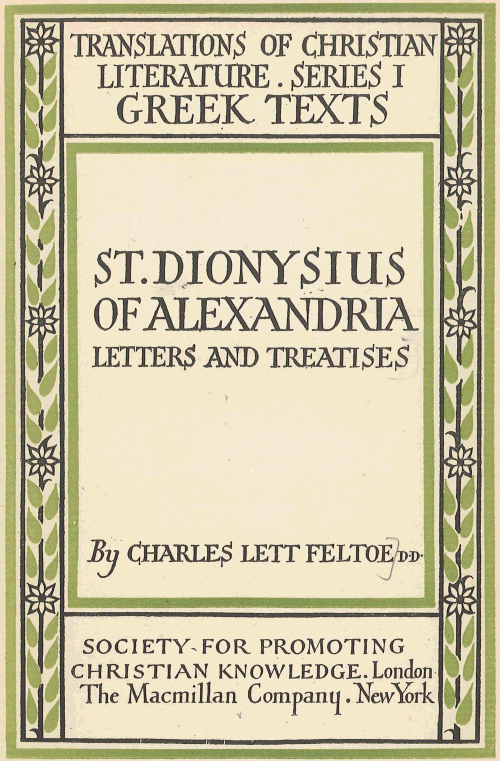 TRANSLATIONS OF CHRISTIAN
LITERATURE. SERIES I
GREEK TEXTS
ST. DIONYSIUS
OF ALEXANDRIA
LETTERS AND TREATISES
By CHARLES LETT FELTOE D·D·
SOCIETY FOR PROMOTING
CHRISTIAN KNOWLEDGE. London
The Macmillan Company. New York